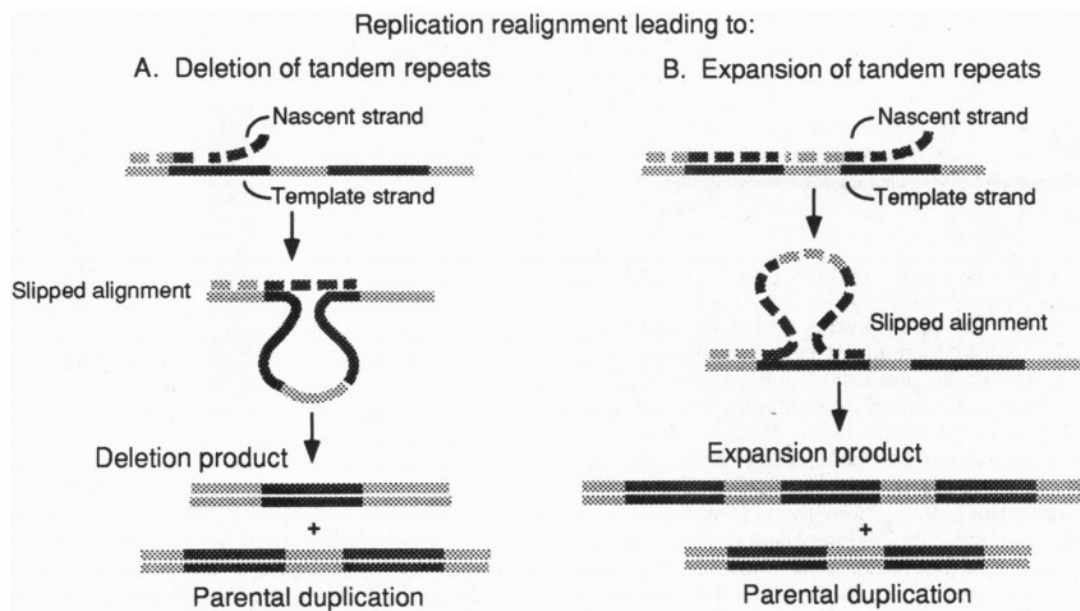 Replication realignment leading to:
A. Deletion of tandem repeats
B. Expansion of tandem repeats
Nascent strand
Template strand
Slipped alignment
Deletion product
+
Parental duplication
Nascent strand
Template strand
Slipped alignment
Expansion product
+
Parental duplication